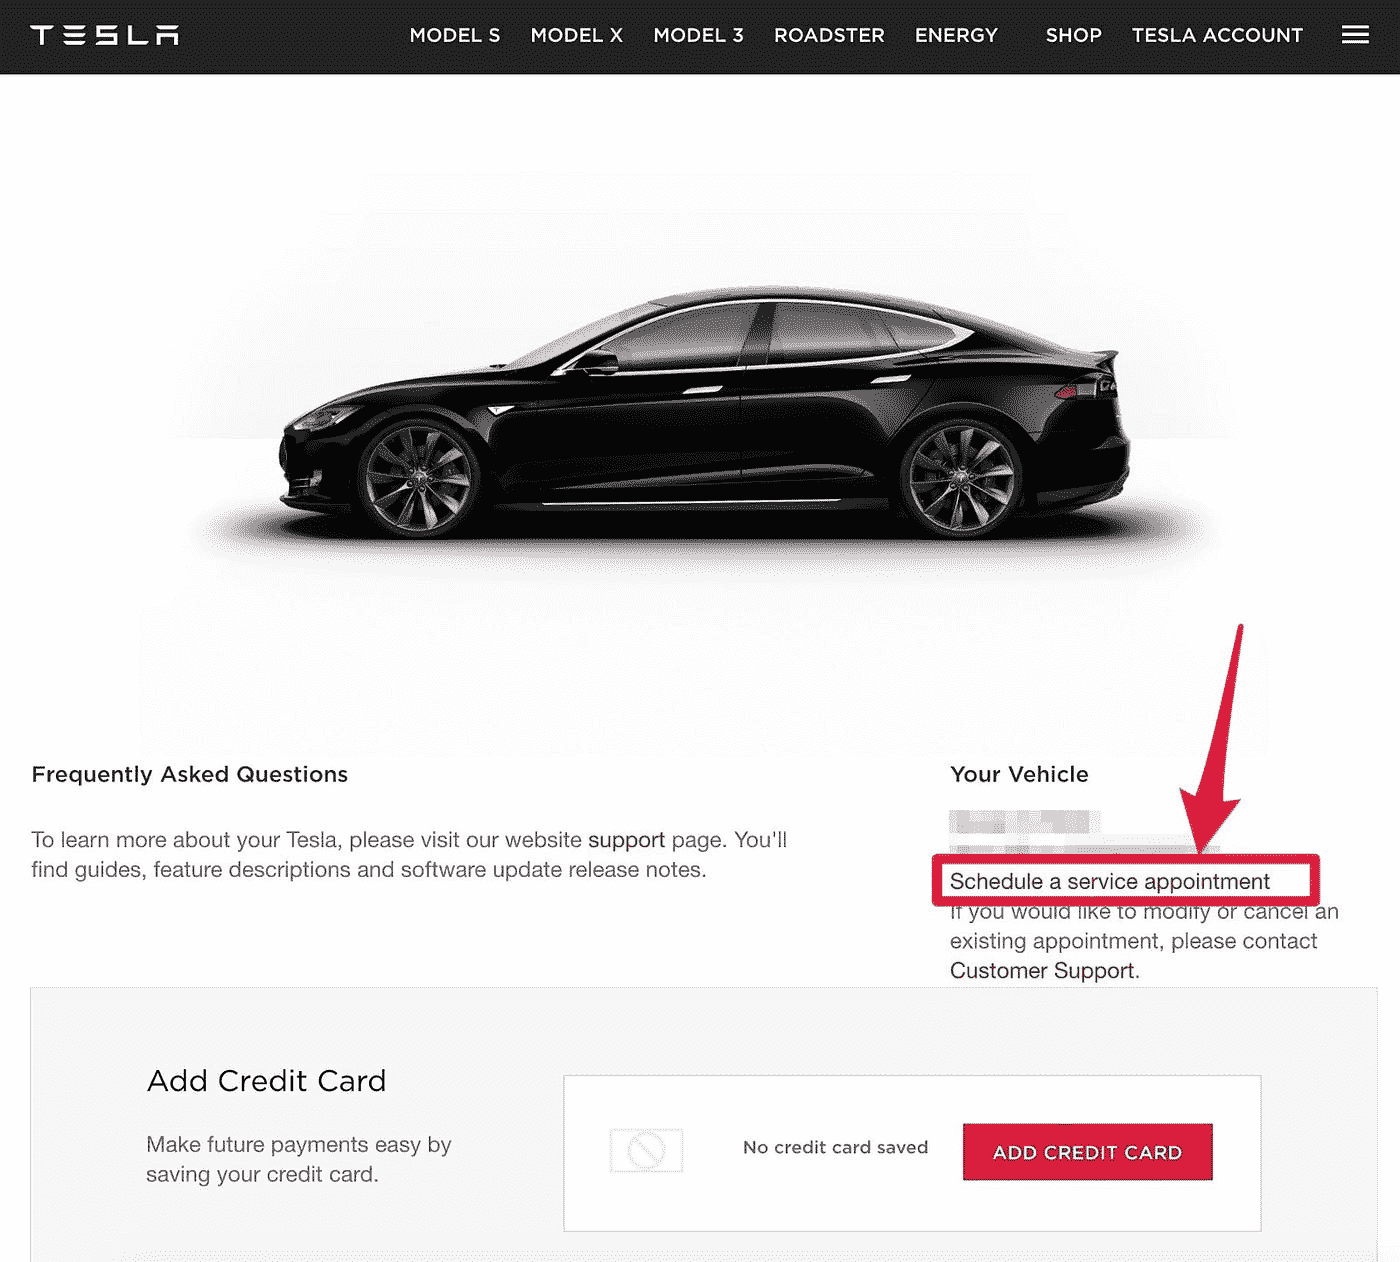 TESLA
MODEL S MODEL X MODEL 3 ROADSTER ENERGY SHOP TESLA ACCOUNT
Frequently Asked Questions
To learn more about your Tesla, please visit our website support page. You'll
find guides, feature descriptions and software update release notes.
Your Vehicle
Schedule a service appointment
If you would like to modify or cancel an
existing appointment, please contact
Customer Support.
Add Credit Card
Make future payments easy by
saving your credit card.
No credit card saved
ADD CREDIT CARD